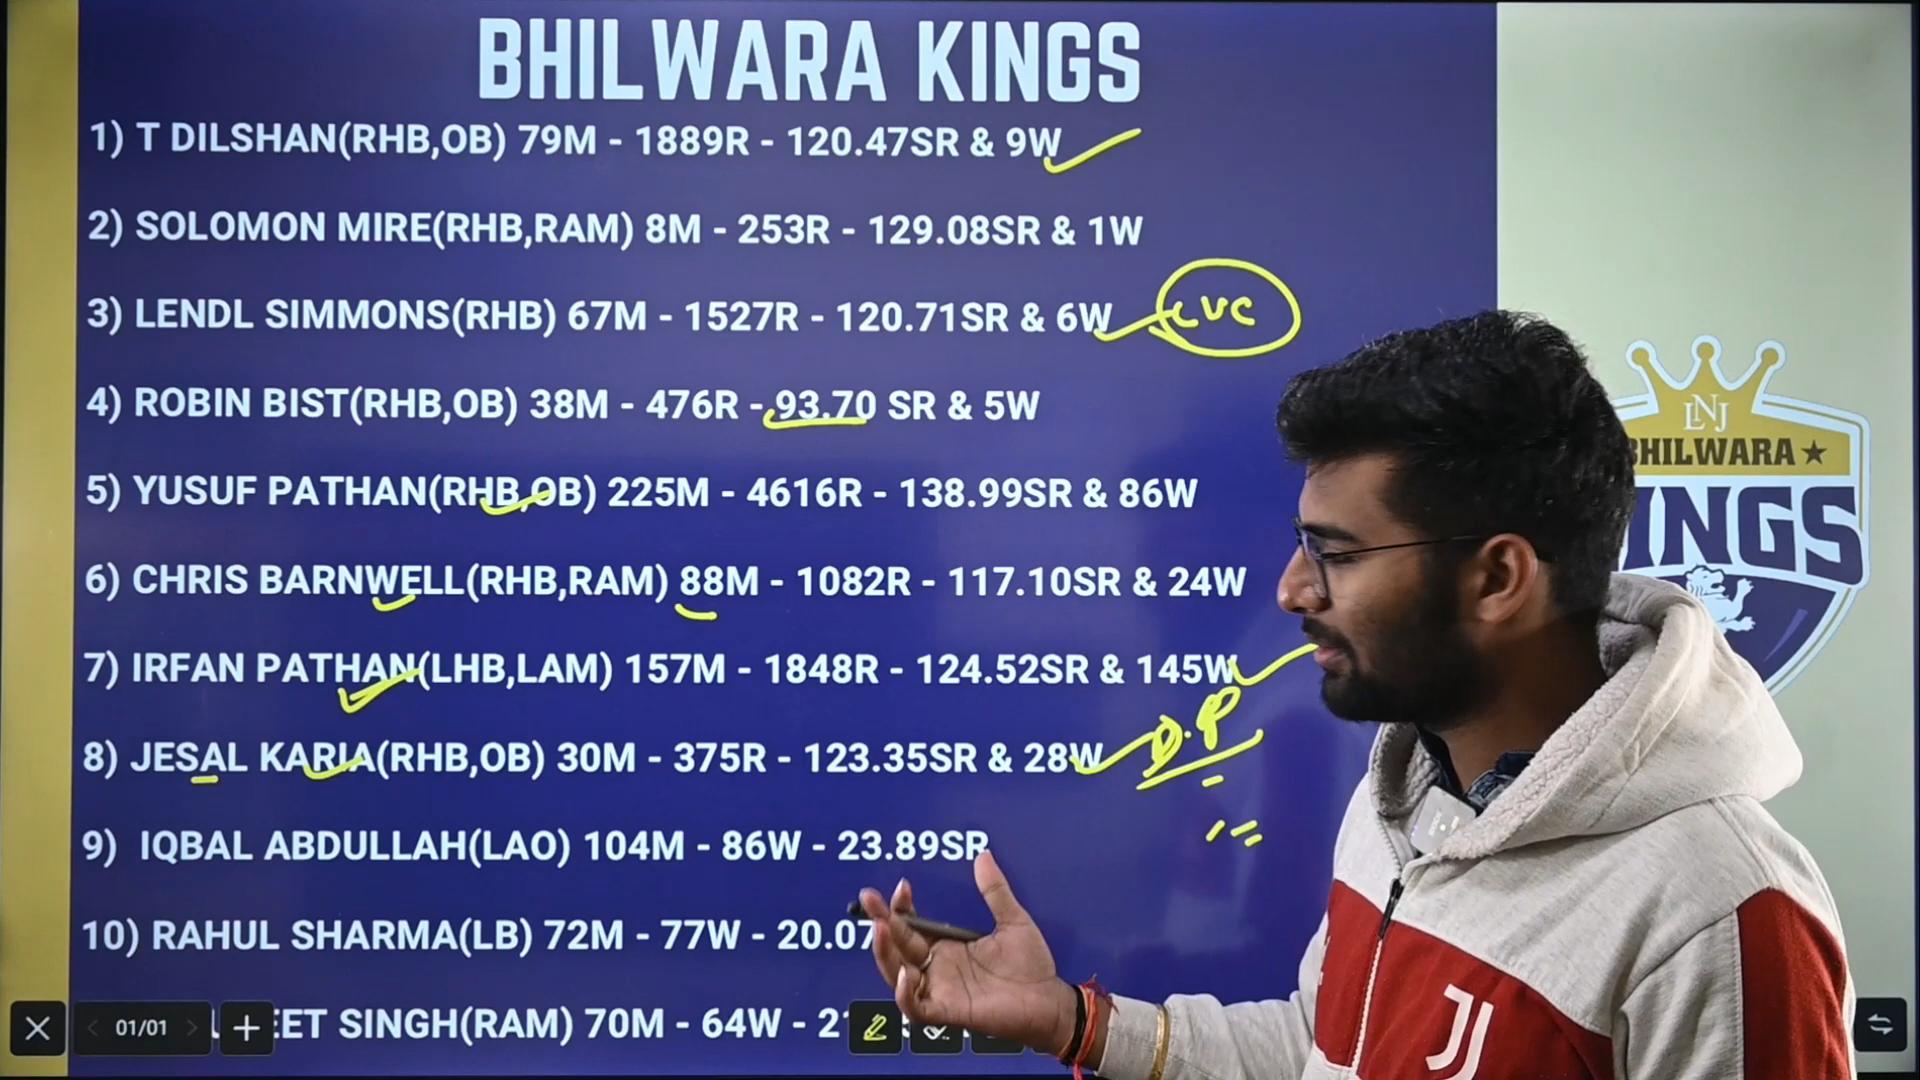 BHILWARA KINGS
1) T DILSHAN(RHB,OB) 79M - 1889R - 120.47SR & 9W
2) SOLOMON MIRE(RHB,RAM) 8M - 253R - 129.08SR & 1W
3) LENDL SIMMONS(RHB) 67M - 1527R - 120.71SR & 6W CVC
4) ROBIN BIST(RHB,OB) 38M - 476R - 93.70 SR & 5W
5) YUSUF PATHAN(RHB,OB) 225M - 4616R - 138.99SR & 86W
6) CHRIS BARNWELL(RHB,RAM) 88M - 1082R - 117.10SR & 24W
7) IRFAN PATHAN(LHB,LAM) 157M - 1848R - 124.52SR & 145W
D.P
8) JESAL KARIA(RHB,OB) 30M - 375R - 123.35SR & 28W
9) IQBAL ABDULLAH(LAO) 104M - 86W - 23.89SR
10) RAHUL SHARMA(LB) 72M - 77W - 20.07
SINGH(RAM) 70M - 64W
01/01
LNJ
BHILWARA
KINGS